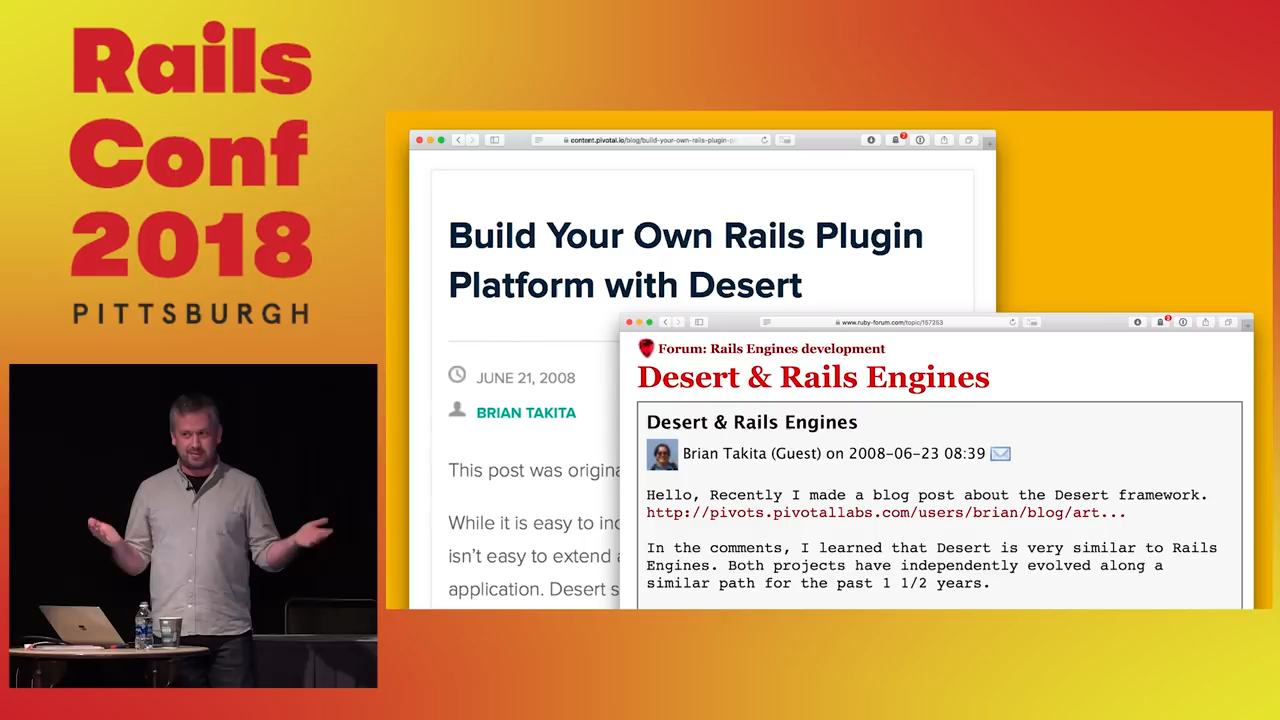 Rails
Conf
2018
PITTSBURGH
content.pivotal.io/blog/build-your-own-rails-plugin-pl
Build Your Own Rails Plugin
Platform with Desert
JUNE 21, 2008
BRIAN TAKITA
This post was origina
While it is easy to inc
isn’t easy to extend a
application. Desert s
www.ruby-forum.com/topic/157253
Forum: Rails Engines development
Desert & Rails Engines
Desert & Rails Engines
Brian Takita (Guest) on 2008-06-23 08:39
Hello, Recently I made a blog post about the Desert framework.
http://pivots.pivotallabs.com/users/brian/blog/art...
In the comments, I learned that Desert is very similar to Rails
Engines. Both projects have independently evolved along a
similar path for the past 1 1/2 years.